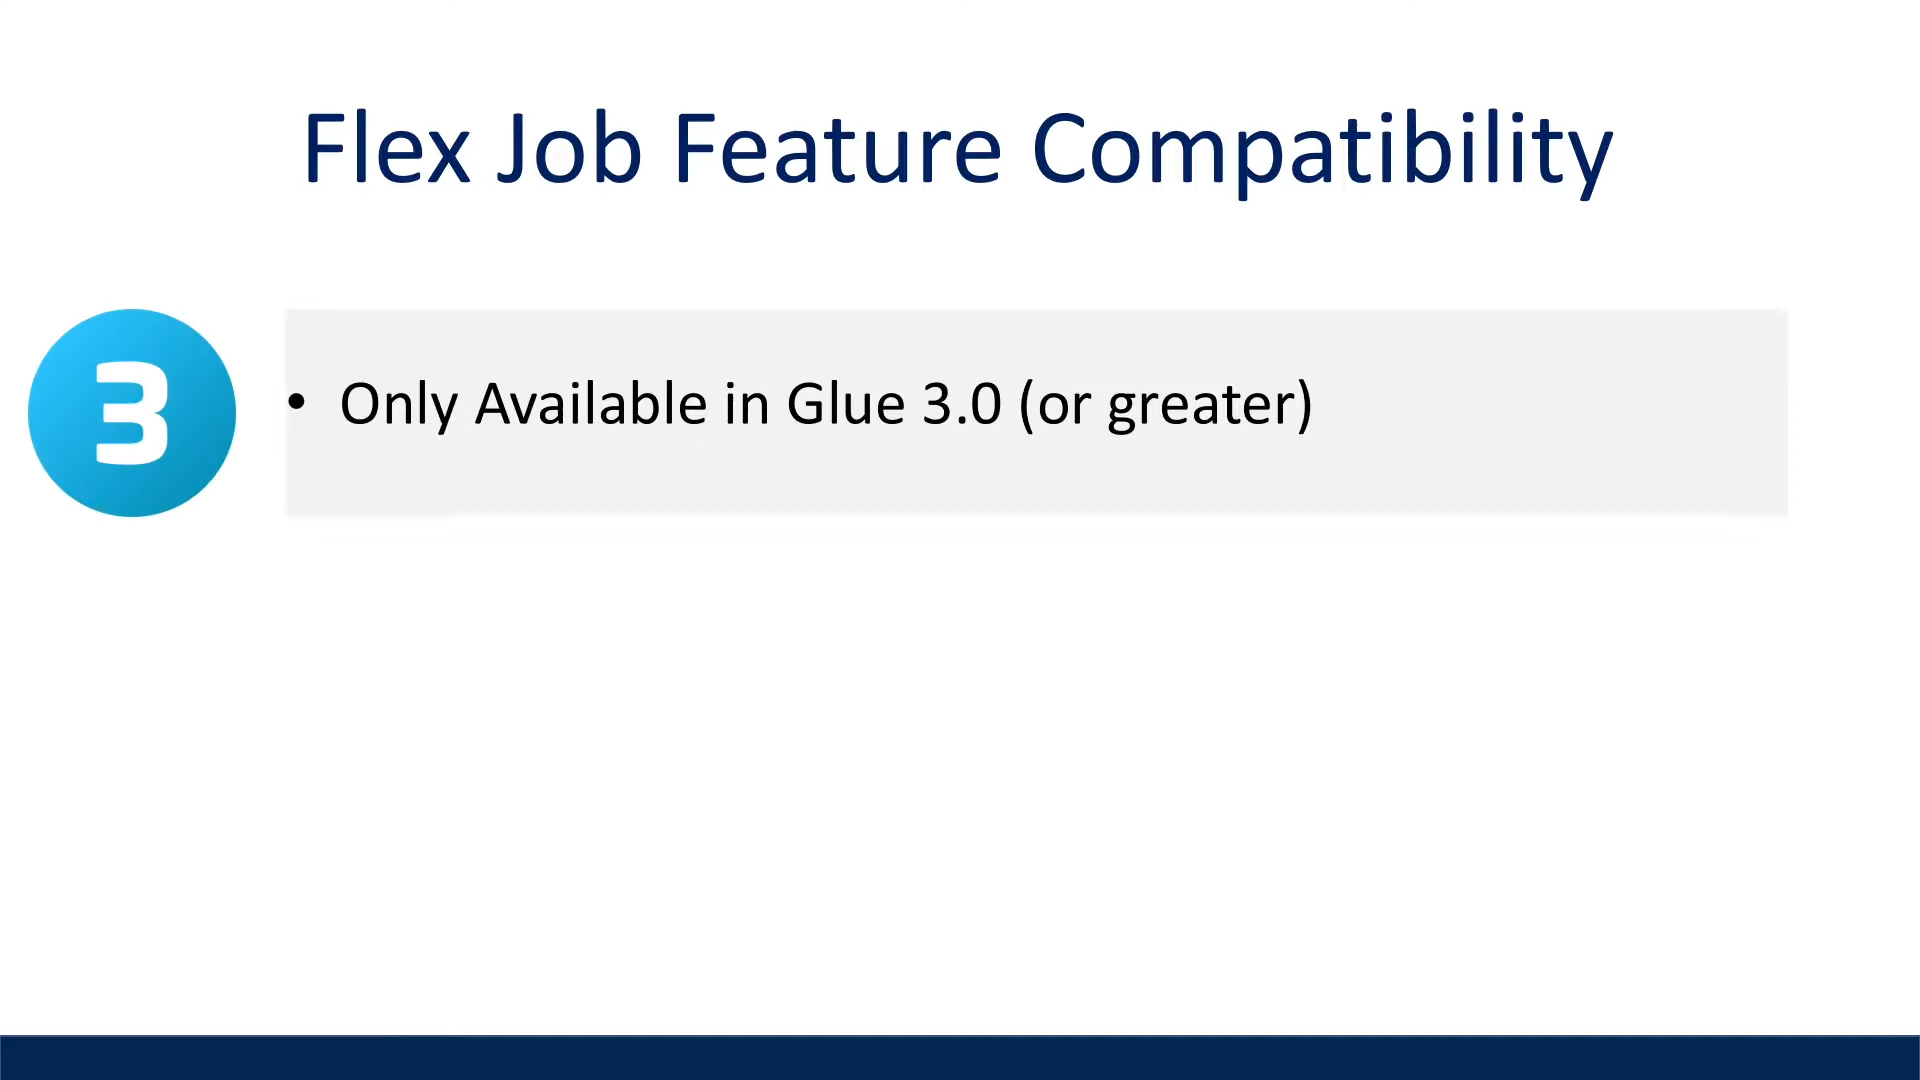 Flex Job Feature Compatibility
3
• Only Available in Glue 3.0 (or greater)